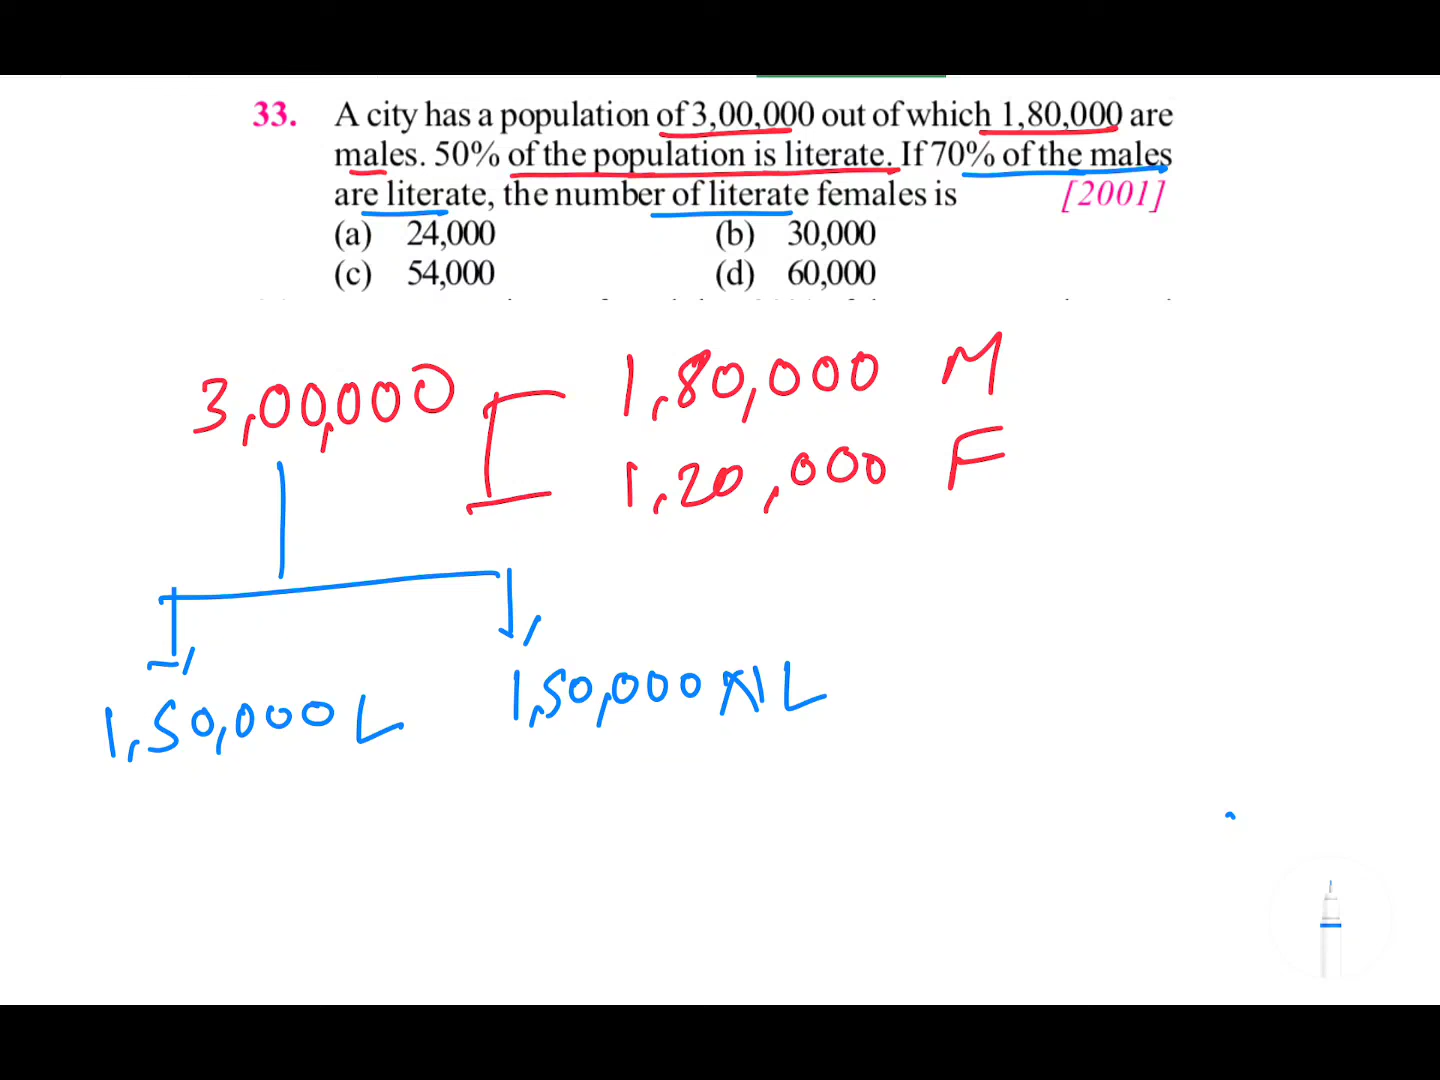 33. A city has a population of 3,00,000 out of which 1,80,000 are
males. 50% of the population is literate. If 70% of the males
are literate, the number of literate females is [2001]
(a) 24,000 (b) 30,000
(c) 54,000 (d) 60,000
3,00,000 1,80,000 M
1,20,000 F
1,50,000 L 1,50,000 NL